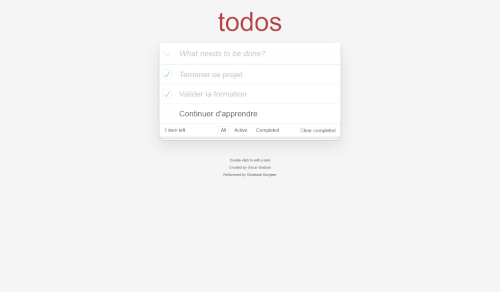 todos
What needs to be done?
Terminer ce projet
Valider la formation
Continuer d'apprendre
1 item left All Active Completed Clear completed
Double-click to edit a todo
Created by Oscar Godson
Refactored by Christoph Burgmer